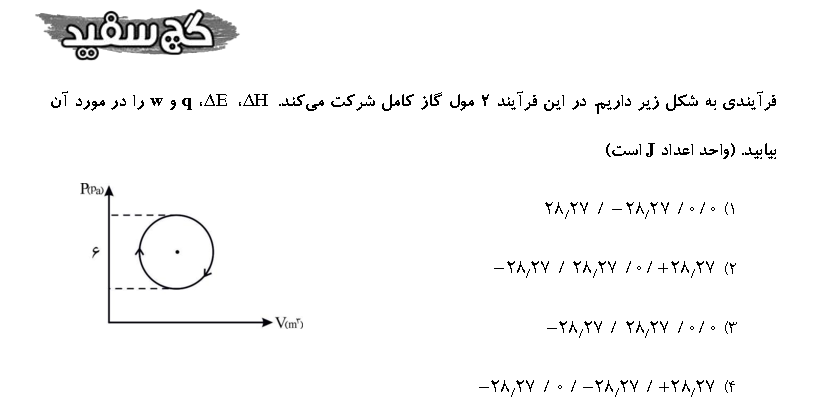 گچ سفید
فرآیندی به شکل زیر داریم. در این فرآیند ۲ مول گاز کامل شرکت می‌کند. ΔH، ΔE، q و w را در مورد آن
بیابید. (واحد اعداد J است)
۱) ۰ / ۰ / −۲۸٫۲۷ / ۲۸٫۲۷
۲) +۲۸٫۲۷ / ۰ / ۲۸٫۲۷ / −۲۸٫۲۷
۳) ۰ / ۰ / ۲۸٫۲۷ / −۲۸٫۲۷
۴) +۲۸٫۲۷ / −۲۸٫۲۷ / ۰ / −۲۸٫۲۷
P(Pa)
۶
V(m³)